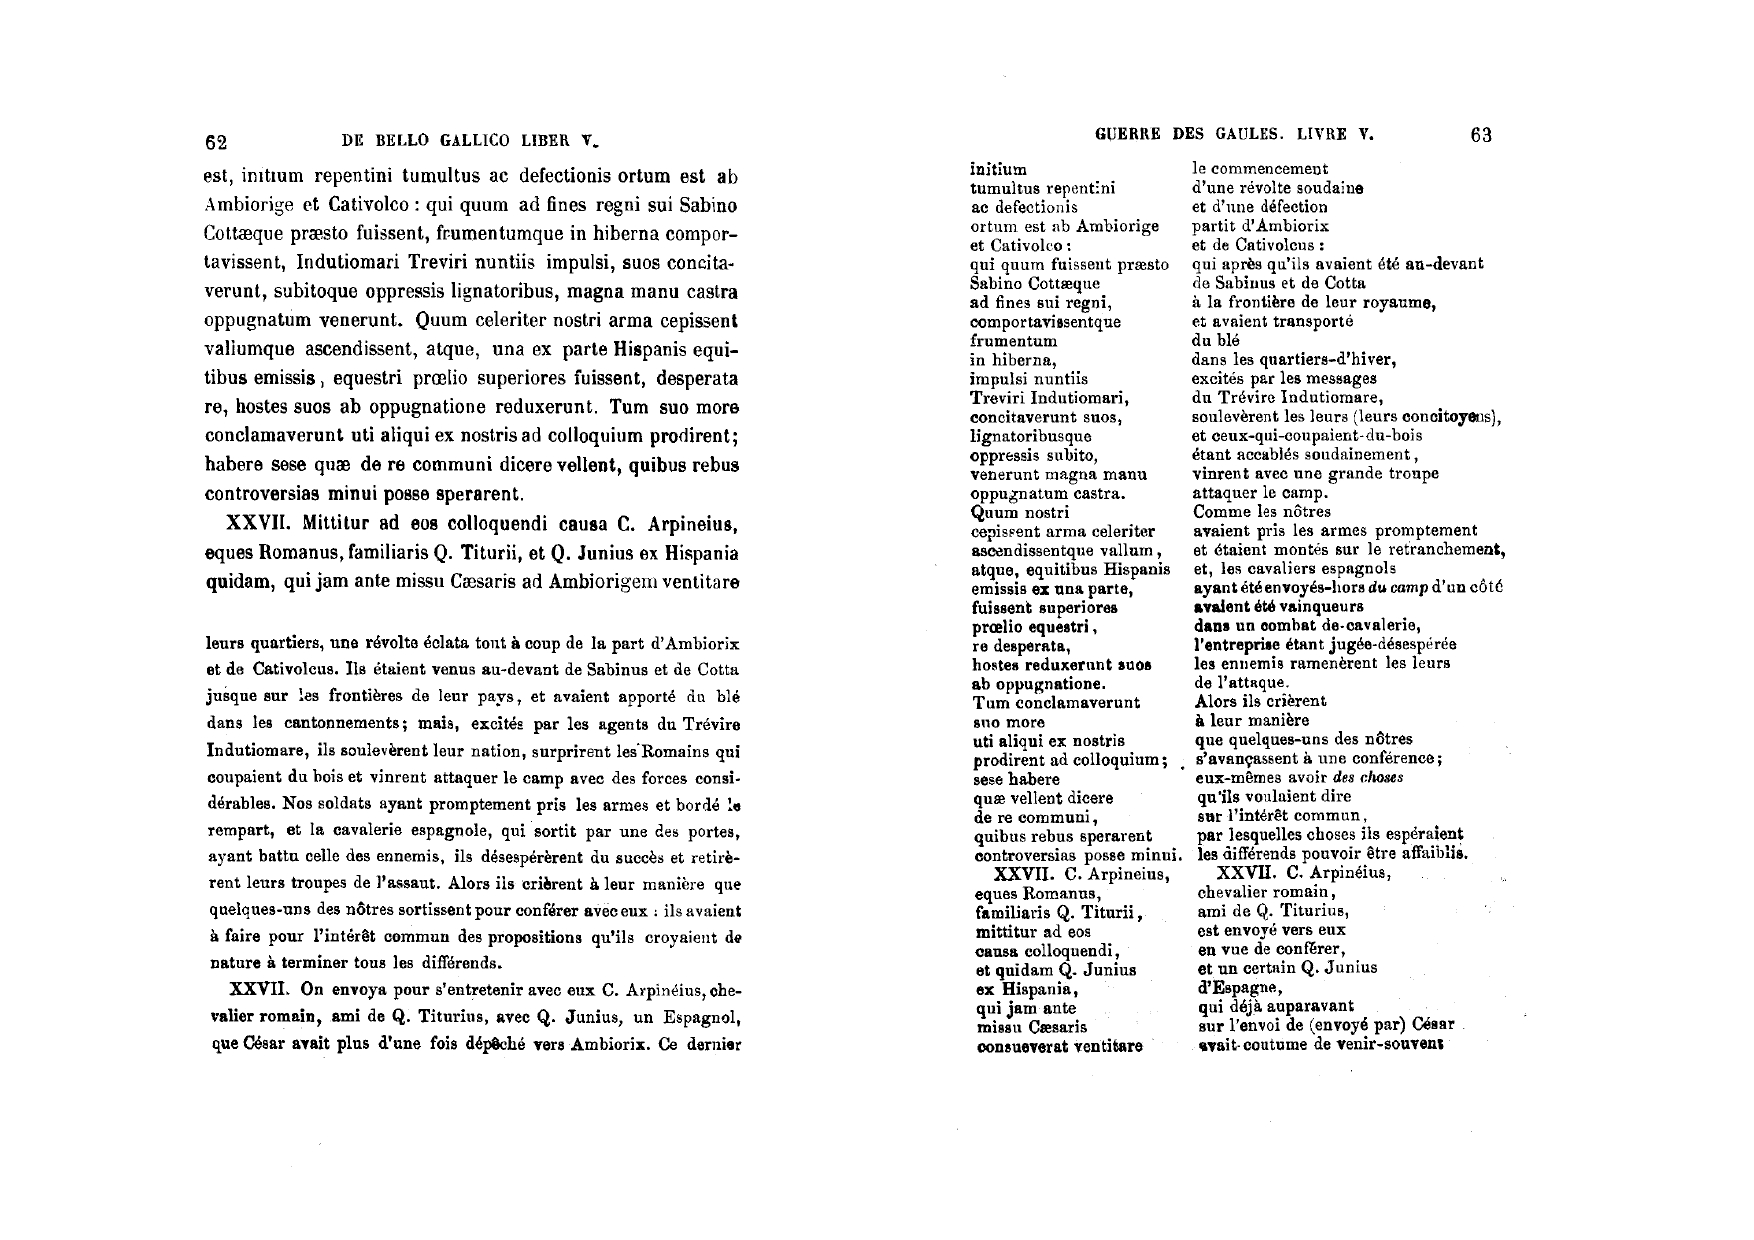 62 DE BELLO GALLICO LIBER V.
est, initium repentini tumultus ac defectionis ortum est ab
Ambiorige et Cativolco : qui quum ad fines regni sui Sabino
Cottæque præsto fuissent, frumentumque in hiberna compor-
tavissent, Indutiomari Treviri nuntiis impulsi, suos concita-
verunt, subitoque oppressis lignatoribus, magna manu castra
oppugnatum venerunt. Quum celeriter nostri arma cepissent
vallumque ascendissent, atque, una ex parte Hispanis equi-
tibus emissis, equestri prœlio superiores fuissent, desperata
re, hostes suos ab oppugnatione reduxerunt. Tum suo more
conclamaverunt uti aliqui ex nostris ad colloquium prodirent;
habere sese quæ de re communi dicere vellent, quibus rebus
controversias minui posse sperarent.
XXVII. Mittitur ad eos colloquendi causa C. Arpineius,
eques Romanus, familiaris Q. Titurii, et Q. Junius ex Hispania
quidam, qui jam ante missu Cæsaris ad Ambiorigem ventitare
leurs quartiers, une révolte éclata tout à coup de la part d'Ambiorix
et de Cativolcus. Ils étaient venus au-devant de Sabinus et de Cotta
jusque sur les frontières de leur pays, et avaient apporté du blé
dans les cantonnements; mais, excités par les agents du Trévire
Indutiomare, ils soulevèrent leur nation, surprirent les Romains qui
coupaient du bois et vinrent attaquer le camp avec des forces consi-
dérables. Nos soldats ayant promptement pris les armes et bordé le
rempart, et la cavalerie espagnole, qui sortit par une des portes,
ayant battu celle des ennemis, ils désespérèrent du succès et retirè-
rent leurs troupes de l'assaut. Alors ils crièrent à leur manière que
quelques-uns des nôtres sortissent pour conférer avec eux : ils avaient
à faire pour l'intérêt commun des propositions qu'ils croyaient de
nature à terminer tous les différends.
XXVII. On envoya pour s'entretenir avec eux C. Arpinéius, che-
valier romain, ami de Q. Titurius, avec Q. Junius, un Espagnol,
que César avait plus d'une fois dépêché vers Ambiorix. Ce dernier
GUERRE DES GAULES. LIVRE V. 63
initium le commencement
tumultus repentini d'une révolte soudaine
ac defectionis et d'une défection
ortum est ab Ambiorige partit d'Ambiorix
et Cativolco : et de Cativolcus :
qui quum fuissent præsto qui après qu'ils avaient été au-devant
Sabino Cottæque de Sabinus et de Cotta
ad fines sui regni, à la frontière de leur royaume,
comportavissentque et avaient transporté
frumentum du blé
in hiberna, dans les quartiers-d'hiver,
impulsi nuntiis excités par les messages
Treviri Indutiomari, du Trévire Indutiomare,
concitaverunt suos, soulevèrent les leurs (leurs concitoyens),
lignatoribusque et ceux-qui-coupaient-du-bois
oppressis subito, étant accablés soudainement,
venerunt magna manu vinrent avec une grande troupe
oppugnatum castra. attaquer le camp.
Quum nostri Comme les nôtres
cepissent arma celeriter avaient pris les armes promptement
ascendissentque vallum, et étaient montés sur le retranchement,
atque, equitibus Hispanis et, les cavaliers espagnols
emissis ex una parte, ayant été envoyés-hors du camp d'un côté
fuissent superiores avaient été vainqueurs
prœlio equestri, dans un combat de-cavalerie,
re desperata, l'entreprise étant jugée-désespérée
hostes reduxerunt suos les ennemis ramenèrent les leurs
ab oppugnatione. de l'attaque.
Tum conclamaverunt Alors ils crièrent
suo more à leur manière
uti aliqui ex nostris que quelques-uns des nôtres
prodirent ad colloquium; s'avançassent à une conférence;
sese habere eux-mêmes avoir des choses
quæ vellent dicere qu'ils voulaient dire
de re communi, sur l'intérêt commun,
quibus rebus sperarent par lesquelles choses ils espéraient
controversias posse minui. les différends pouvoir être affaiblis.
XXVII. C. Arpineius, XXVII. C. Arpinéius,
eques Romanus, chevalier romain,
familiaris Q. Titurii, ami de Q. Titurius,
mittitur ad eos est envoyé vers eux
causa colloquendi, en vue de conférer,
et quidam Q. Junius et un certain Q. Junius
ex Hispania, d'Espagne,
qui jam ante qui déjà auparavant
missu Cæsaris sur l'envoi de (envoyé par) César
consueverat ventitare avait-coutume de venir-souvent